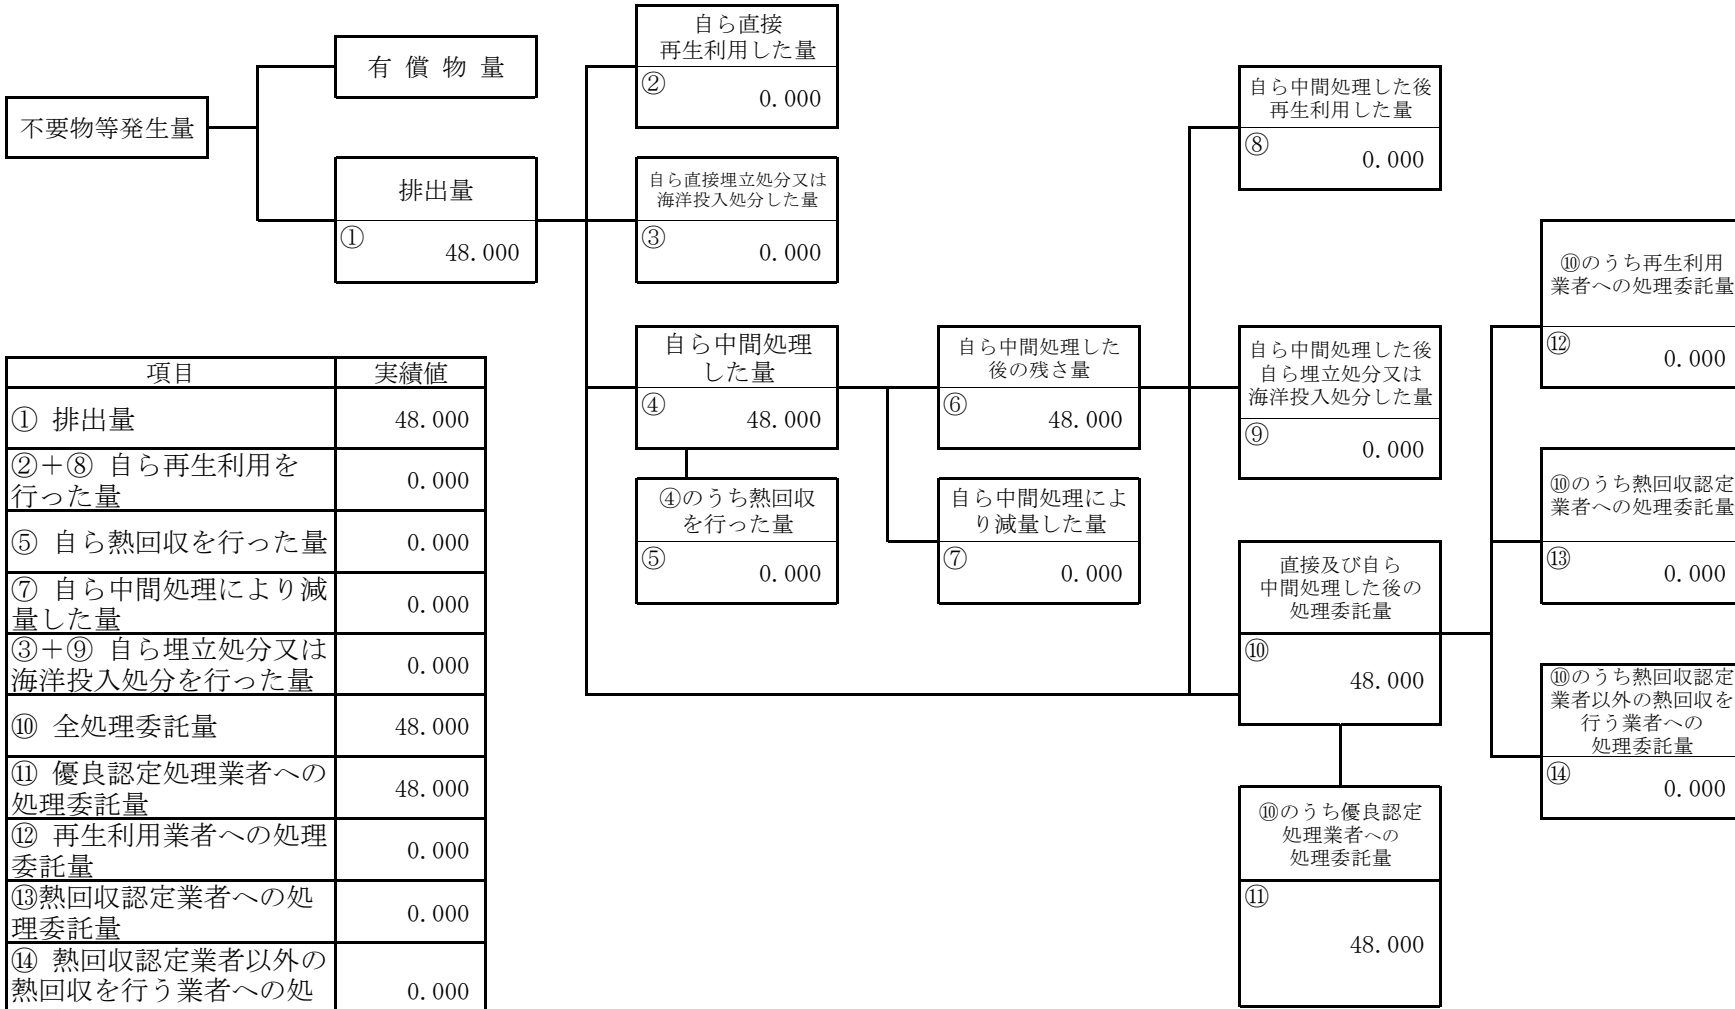 不要物等発生量
有 償 物 量
排出量
①
48.000
自ら直接
再生利用した量
②
0.000
自ら直接埋立処分又は
海洋投入処分した量
③
0.000
自ら中間処理
した量
④
48.000
④のうち熱回収
を行った量
⑤
0.000
自ら中間処理した
後の残さ量
⑥
48.000
自ら中間処理によ
り減量した量
⑦
0.000
自ら中間処理した後
再生利用した量
⑧
0.000
自ら中間処理した後
自ら埋立処分又は
海洋投入処分した量
⑨
0.000
直接及び自ら
中間処理した後の
処理委託量
⑩
48.000
⑩のうち優良認定
処理業者への
処理委託量
⑪
48.000
⑩のうち再生利用
業者への処理委託量
⑫
0.000
⑩のうち熱回収認定
業者への処理委託量
⑬
0.000
⑩のうち熱回収認定
業者以外の熱回収を
行う業者への
処理委託量
⑭
0.000
項目 実績値
① 排出量 48.000
②+⑧ 自ら再生利用を
行った量 0.000
⑤ 自ら熱回収を行った量 0.000
⑦ 自ら中間処理により減
量した量 0.000
③+⑨ 自ら埋立処分又は
海洋投入処分を行った量 0.000
⑩ 全処理委託量 48.000
⑪ 優良認定処理業者への
処理委託量 48.000
⑫ 再生利用業者への処理
委託量 0.000
⑬熱回収認定業者への処
理委託量 0.000
⑭ 熱回収認定業者以外の
熱回収を行う業者への処 0.000